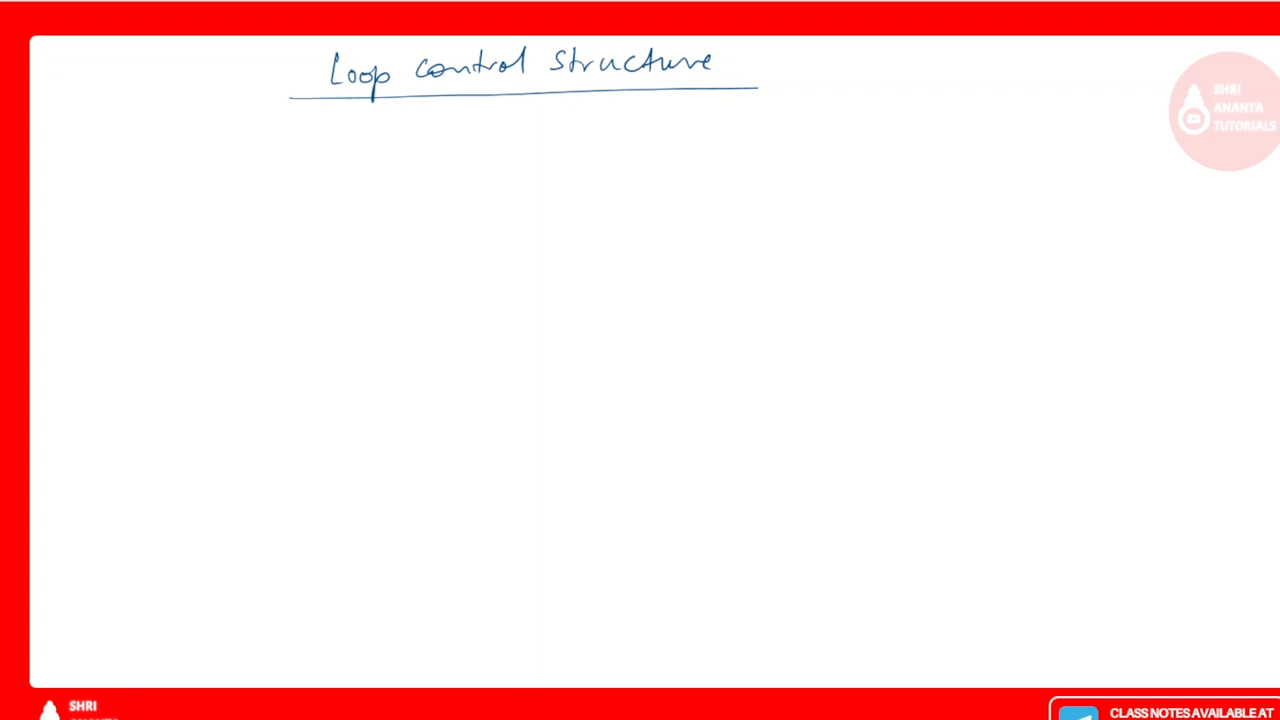 Loop control Structure
SHRI
ANANTA
TUTORIALS
SHRI
CLASS NOTES AVAILABLE AT